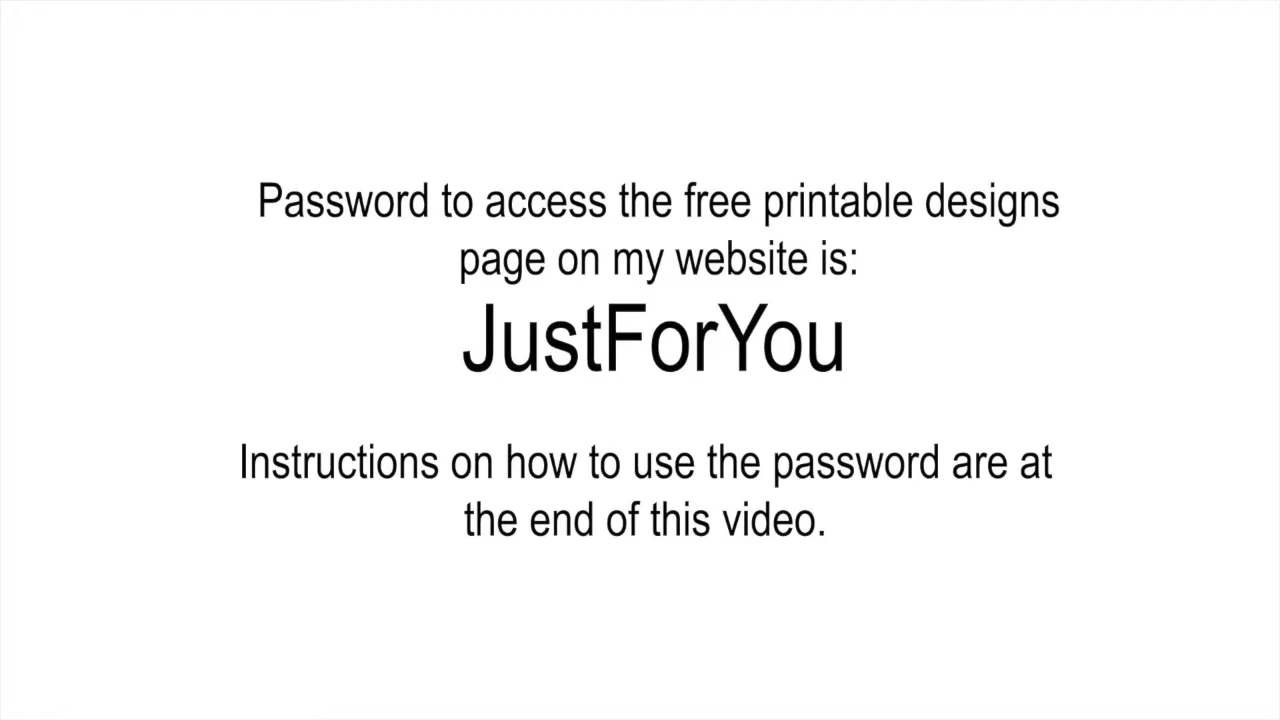 Password to access the free printable designs
page on my website is:
JustForYou
Instructions on how to use the password are at
the end of this video.